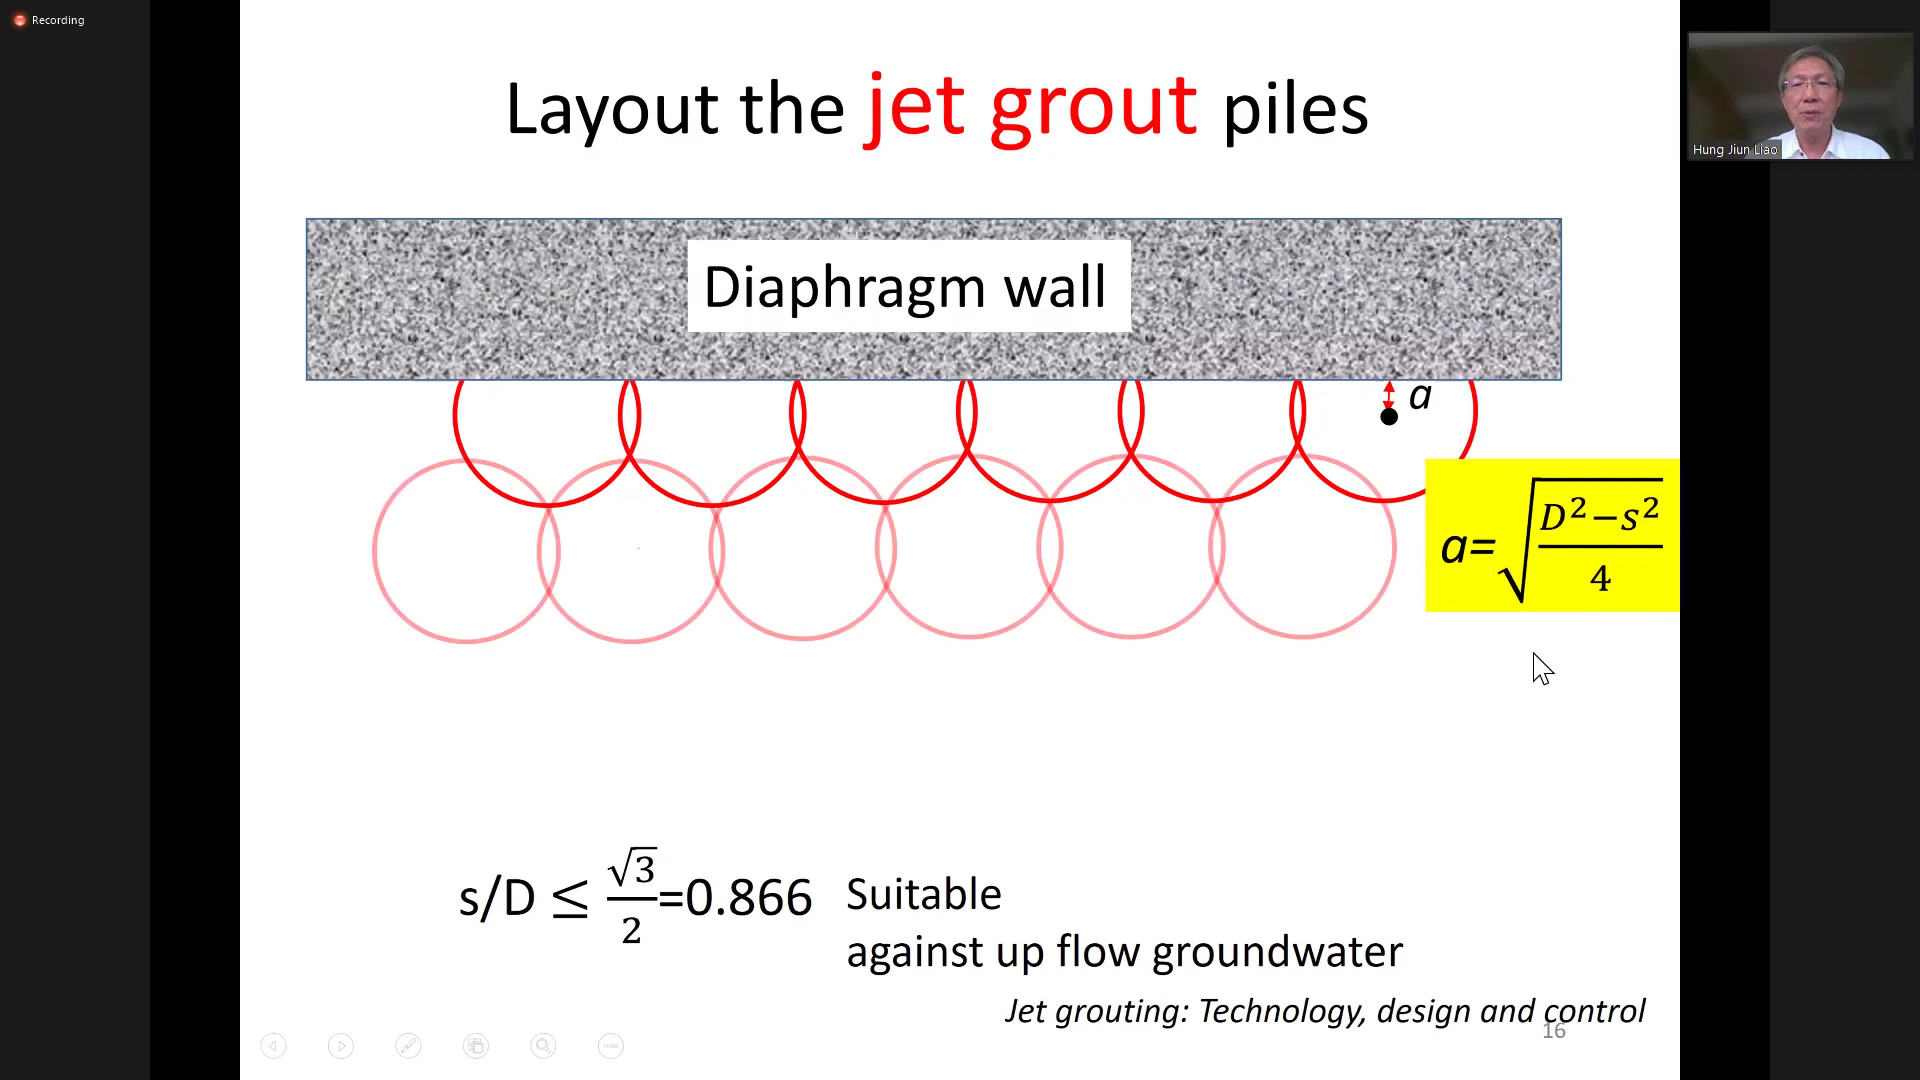 Recording
Layout the jet grout piles
Hung Jiun Liao
Diaphragm wall
a
a=√((D²−s²)/4)
s/D ≤ √3/2=0.866
Suitable
against up flow groundwater
Jet grouting: Technology, design and control
16